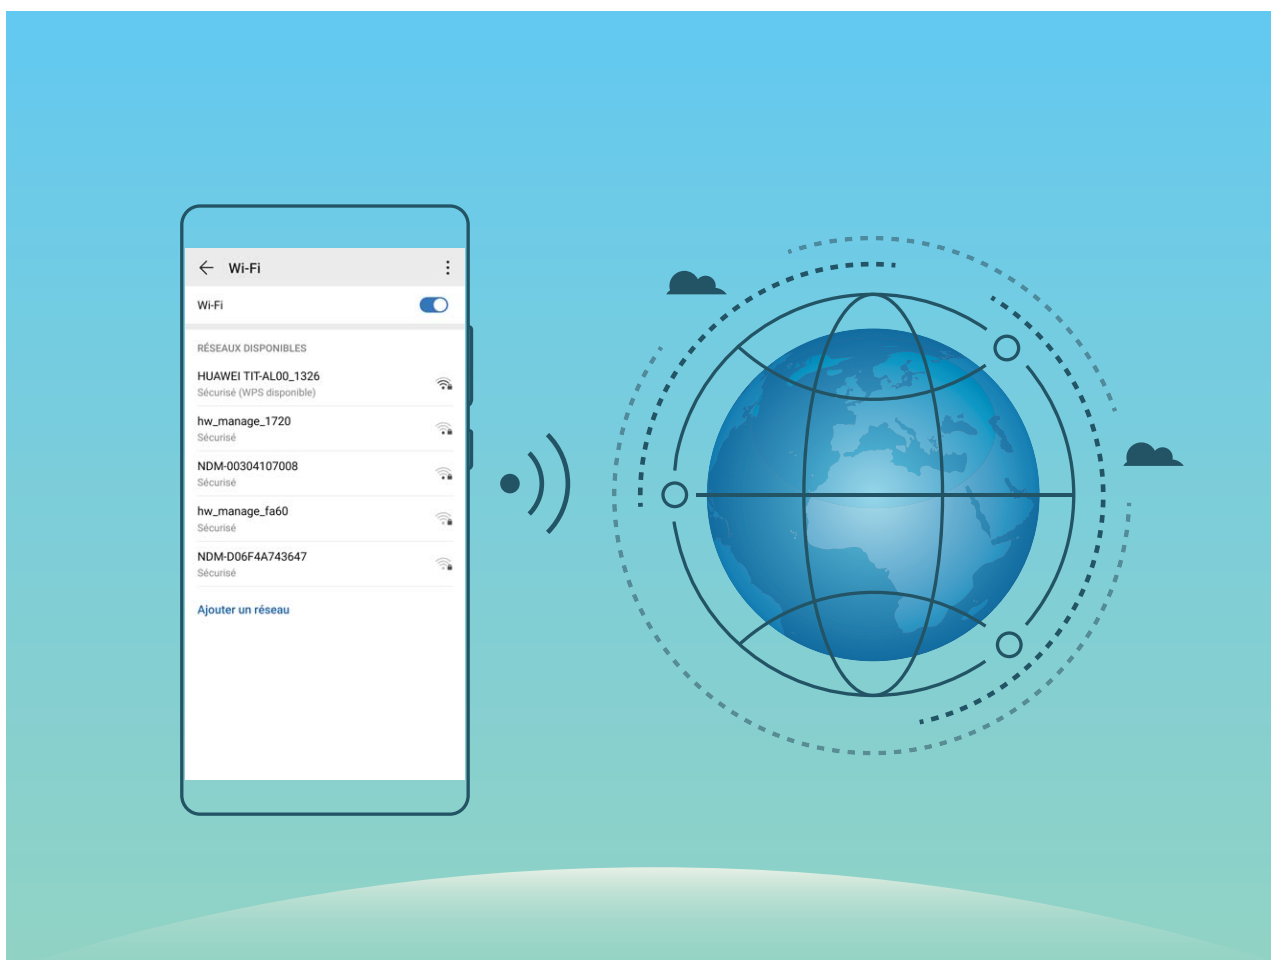 Wi-Fi
Wi-Fi
RÉSEAUX DISPONIBLES
HUAWEI TIT-AL00_1326
Sécurisé (WPS disponible)
hw_manage_1720
Sécurisé
NDM-00304107008
Sécurisé
hw_manage_fa60
Sécurisé
NDM-D06F4A743647
Sécurisé
Ajouter un réseau